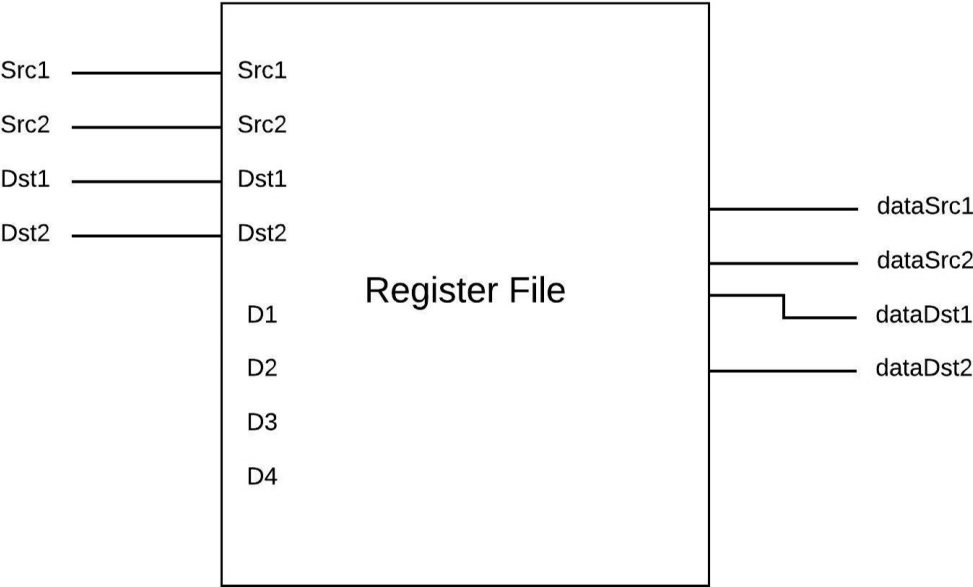 Src1
Src2
Dst1
Dst2
Src1
Src2
Dst1
Dst2
D1
D2
D3
D4
Register File
dataSrc1
dataSrc2
dataDst1
dataDst2